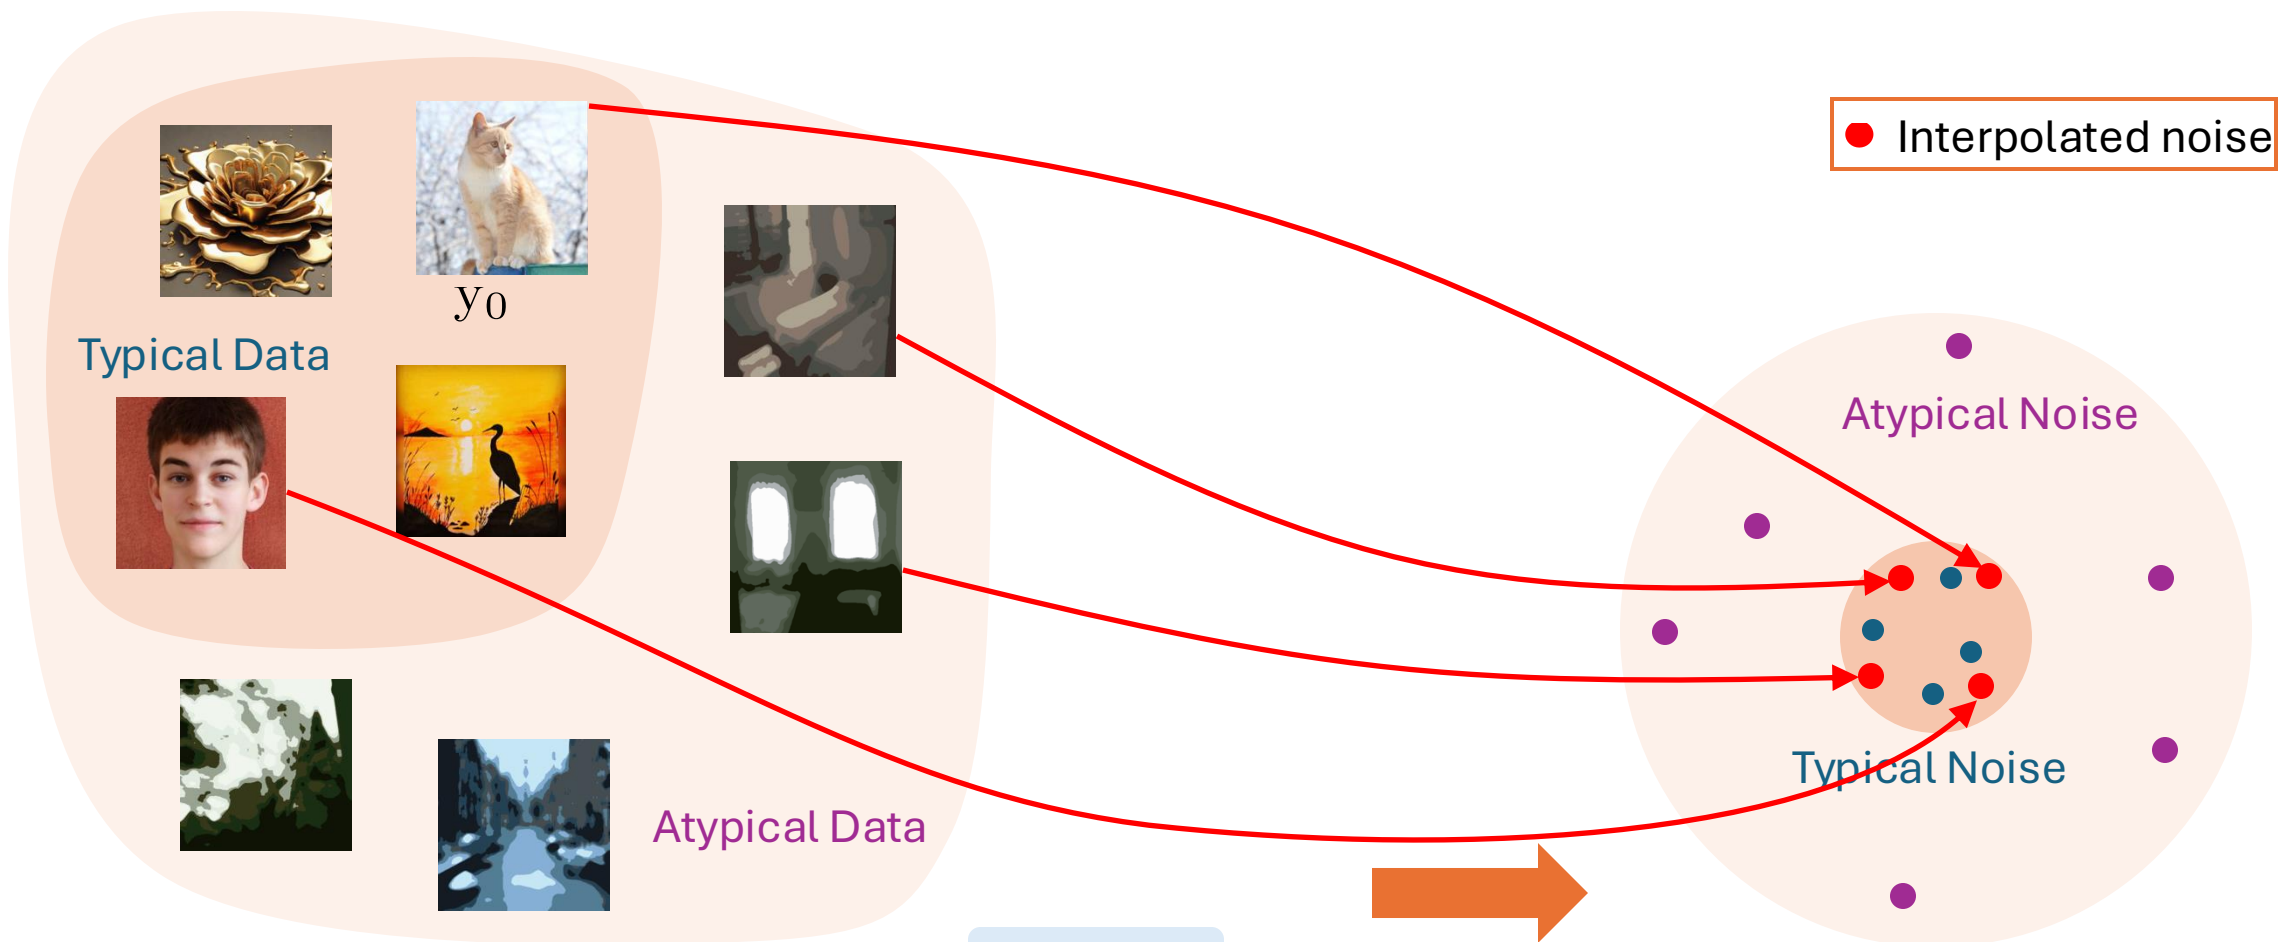 Interpolated noise
y0
Typical Data
Atypical Noise
Typical Noise
Atypical Data